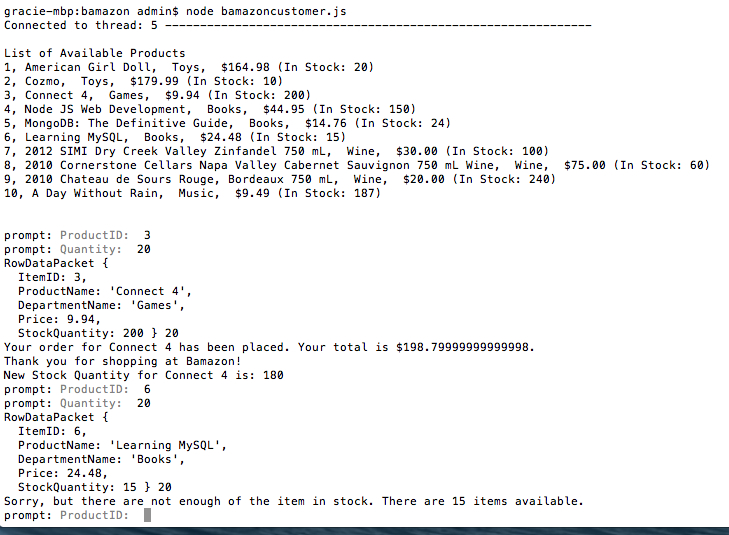 gracie-mbp:bamazon admin$ node bamazoncustomer.js
Connected to thread: 5 -------------------------------------------------------------
List of Available Products
1, American Girl Doll,  Toys,  $164.98 (In Stock: 20)
2, Cozmo,  Toys,  $179.99 (In Stock: 10)
3, Connect 4,  Games,  $9.94 (In Stock: 200)
4, Node JS Web Development,  Books,  $44.95 (In Stock: 150)
5, MongoDB: The Definitive Guide,  Books,  $14.76 (In Stock: 24)
6, Learning MySQL,  Books,  $24.48 (In Stock: 15)
7, 2012 SIMI Dry Creek Valley Zinfandel 750 mL,  Wine,  $30.00 (In Stock: 100)
8, 2010 Cornerstone Cellars Napa Valley Cabernet Sauvignon 750 mL Wine,  Wine,  $75.00 (In Stock: 60)
9, 2010 Chateau de Sours Rouge, Bordeaux 750 mL,  Wine,  $20.00 (In Stock: 240)
10, A Day Without Rain,  Music,  $9.49 (In Stock: 187)
prompt: ProductID:  3
prompt: Quantity:  20
RowDataPacket {
  ItemID: 3,
  ProductName: 'Connect 4',
  DepartmentName: 'Games',
  Price: 9.94,
  StockQuantity: 200 } 20
Your order for Connect 4 has been placed. Your total is $198.79999999999998.
Thank you for shopping at Bamazon!
New Stock Quantity for Connect 4 is: 180
prompt: ProductID:  6
prompt: Quantity:  20
RowDataPacket {
  ItemID: 6,
  ProductName: 'Learning MySQL',
  DepartmentName: 'Books',
  Price: 24.48,
  StockQuantity: 15 } 20
Sorry, but there are not enough of the item in stock. There are 15 items available.
prompt: ProductID: